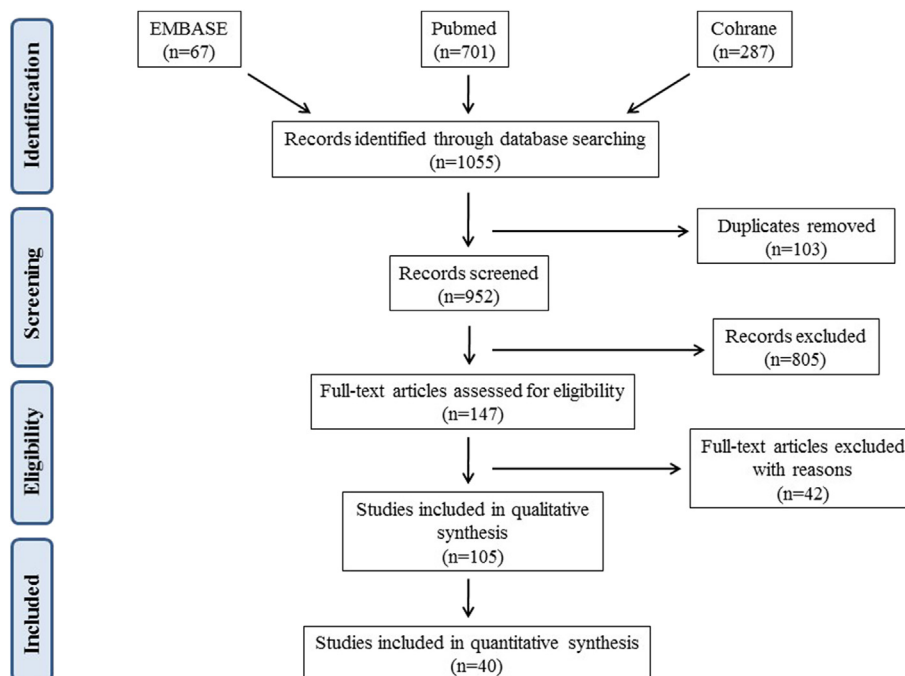 Identification
EMBASE
(n=67)
Pubmed
(n=701)
Cohrane
(n=287)
Records identified through database searching
(n=1055)
Screening
Duplicates removed
(n=103)
Records screened
(n=952)
Records excluded
(n=805)
Eligibility
Full-text articles assessed for eligibility
(n=147)
Full-text articles excluded
with reasons
(n=42)
Studies included in qualitative
synthesis
(n=105)
Included
Studies included in quantitative synthesis
(n=40)